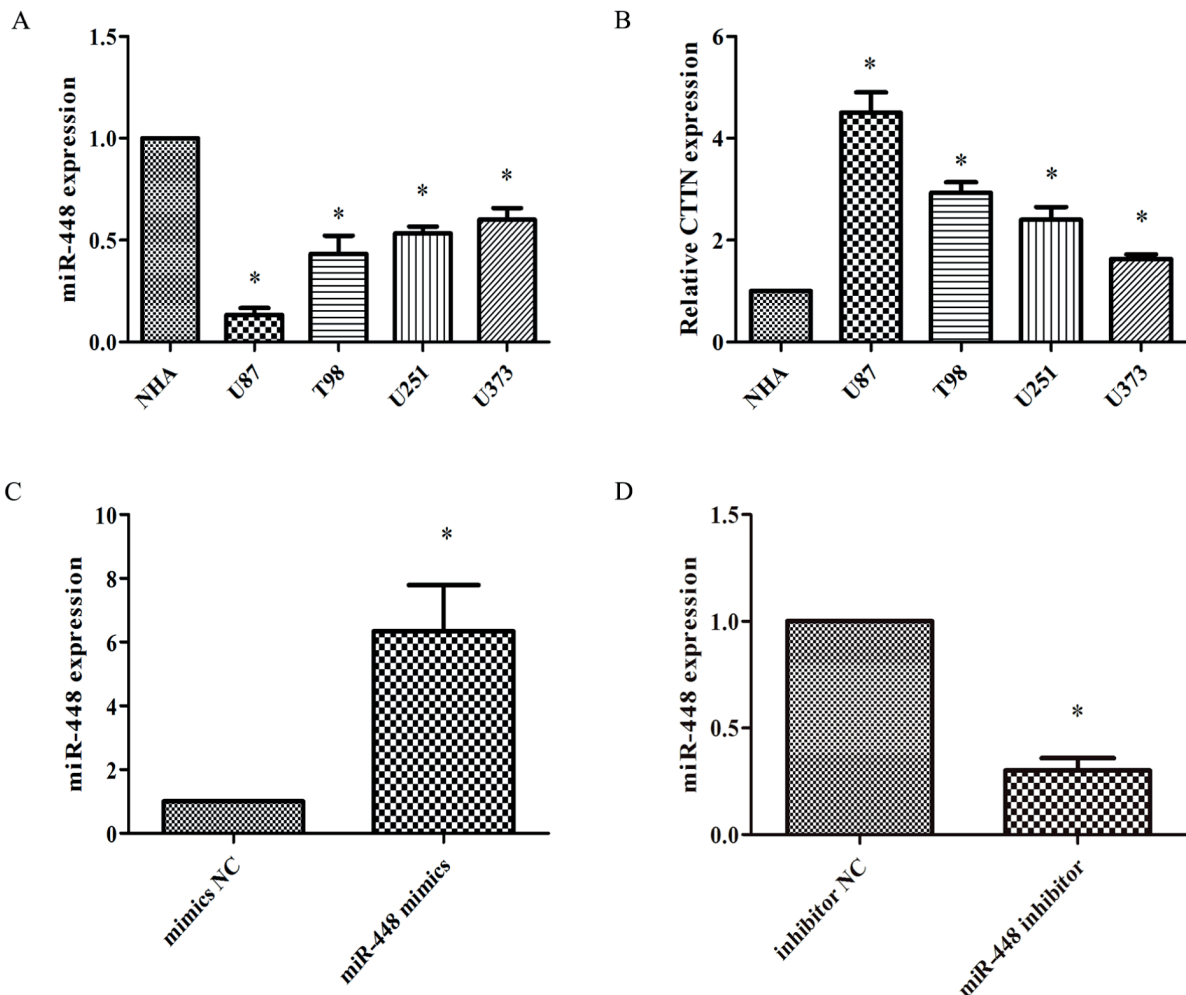 A
miR-448 expression
1.5
1.0
0.5
0.0
*
*
*
*
NHA
U87
T98
U251
U373
B
Relative CTTN expression
6
4
2
0
*
*
*
*
NHA
U87
T98
U251
U373
C
miR-448 expression
10
8
6
4
2
0
*
mimics NC
miR-448 mimics
D
miR-448 expression
1.5
1.0
0.5
0.0
*
inhibitor NC
miR-448 inhibitor